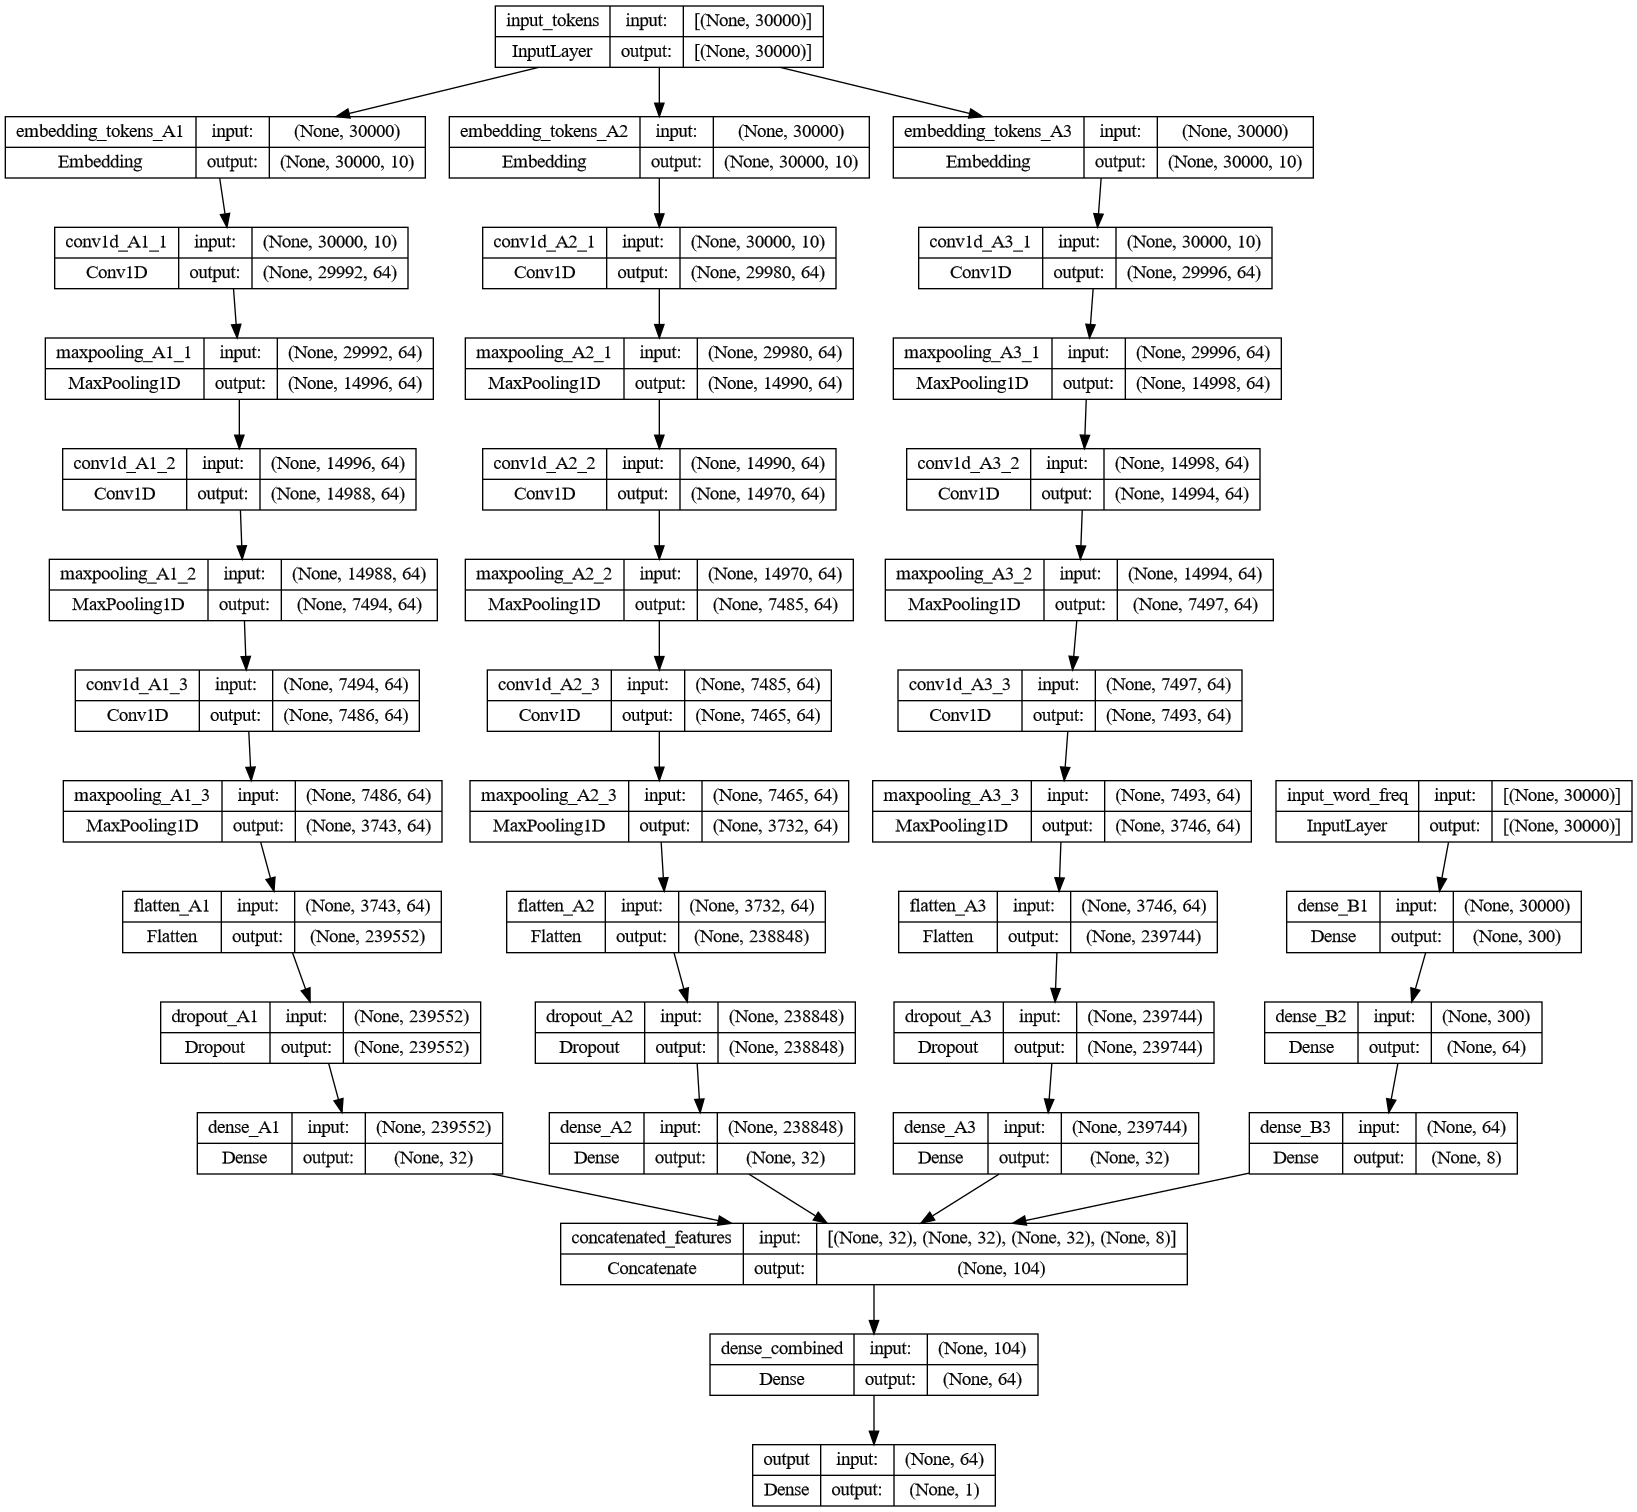 input_tokens input: [(None, 30000)]
InputLayer output: [(None, 30000)]
embedding_tokens_A1 input: (None, 30000)
Embedding output: (None, 30000, 10)
embedding_tokens_A2 input: (None, 30000)
Embedding output: (None, 30000, 10)
embedding_tokens_A3 input: (None, 30000)
Embedding output: (None, 30000, 10)
conv1d_A1_1 input: (None, 30000, 10)
Conv1D output: (None, 29992, 64)
conv1d_A2_1 input: (None, 30000, 10)
Conv1D output: (None, 29980, 64)
conv1d_A3_1 input: (None, 30000, 10)
Conv1D output: (None, 29996, 64)
maxpooling_A1_1 input: (None, 29992, 64)
MaxPooling1D output: (None, 14996, 64)
maxpooling_A2_1 input: (None, 29980, 64)
MaxPooling1D output: (None, 14990, 64)
maxpooling_A3_1 input: (None, 29996, 64)
MaxPooling1D output: (None, 14998, 64)
conv1d_A1_2 input: (None, 14996, 64)
Conv1D output: (None, 14988, 64)
conv1d_A2_2 input: (None, 14990, 64)
Conv1D output: (None, 14970, 64)
conv1d_A3_2 input: (None, 14998, 64)
Conv1D output: (None, 14994, 64)
maxpooling_A1_2 input: (None, 14988, 64)
MaxPooling1D output: (None, 7494, 64)
maxpooling_A2_2 input: (None, 14970, 64)
MaxPooling1D output: (None, 7485, 64)
maxpooling_A3_2 input: (None, 14994, 64)
MaxPooling1D output: (None, 7497, 64)
conv1d_A1_3 input: (None, 7494, 64)
Conv1D output: (None, 7486, 64)
conv1d_A2_3 input: (None, 7485, 64)
Conv1D output: (None, 7465, 64)
conv1d_A3_3 input: (None, 7497, 64)
Conv1D output: (None, 7493, 64)
maxpooling_A1_3 input: (None, 7486, 64)
MaxPooling1D output: (None, 3743, 64)
maxpooling_A2_3 input: (None, 7465, 64)
MaxPooling1D output: (None, 3732, 64)
maxpooling_A3_3 input: (None, 7493, 64)
MaxPooling1D output: (None, 3746, 64)
input_word_freq input: [(None, 30000)]
InputLayer output: [(None, 30000)]
flatten_A1 input: (None, 3743, 64)
Flatten output: (None, 239552)
flatten_A2 input: (None, 3732, 64)
Flatten output: (None, 238848)
flatten_A3 input: (None, 3746, 64)
Flatten output: (None, 239744)
dense_B1 input: (None, 30000)
Dense output: (None, 300)
dropout_A1 input: (None, 239552)
Dropout output: (None, 239552)
dropout_A2 input: (None, 238848)
Dropout output: (None, 238848)
dropout_A3 input: (None, 239744)
Dropout output: (None, 239744)
dense_B2 input: (None, 300)
Dense output: (None, 64)
dense_A1 input: (None, 239552)
Dense output: (None, 32)
dense_A2 input: (None, 238848)
Dense output: (None, 32)
dense_A3 input: (None, 239744)
Dense output: (None, 32)
dense_B3 input: (None, 64)
Dense output: (None, 8)
concatenated_features input: [(None, 32), (None, 32), (None, 32), (None, 8)]
Concatenate output: (None, 104)
dense_combined input: (None, 104)
Dense output: (None, 64)
output input: (None, 64)
Dense output: (None, 1)